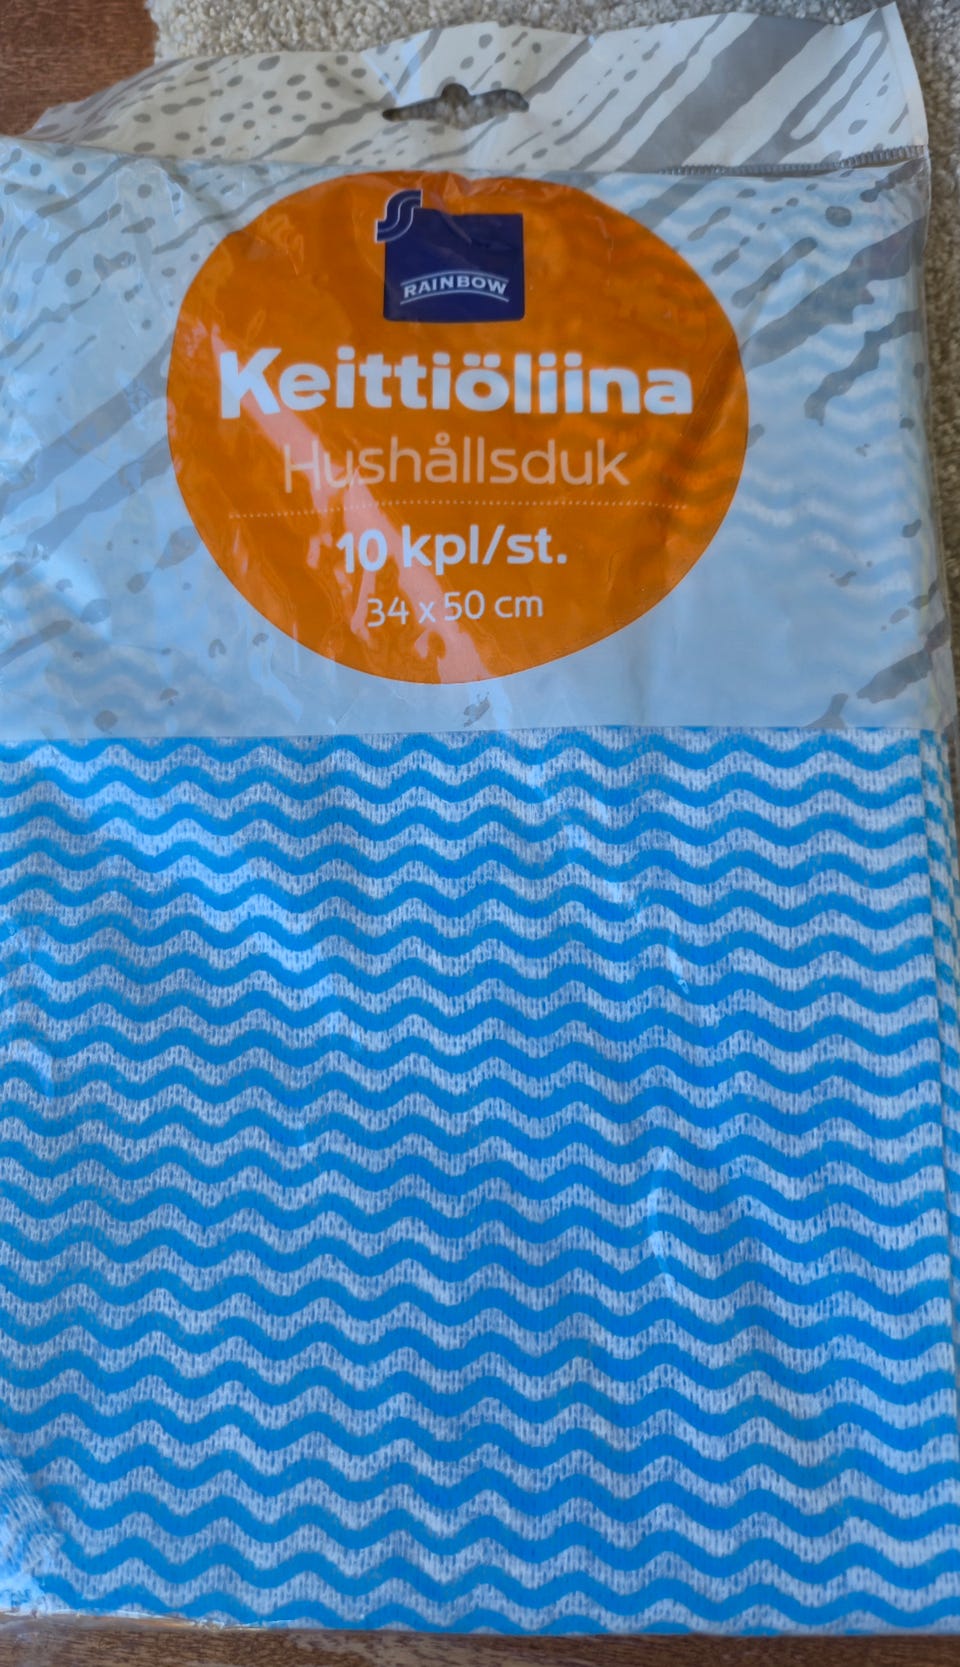 RAINBOW
Keittiöliina
Hushållsduk
10 kpl/st.
34 x 50 cm